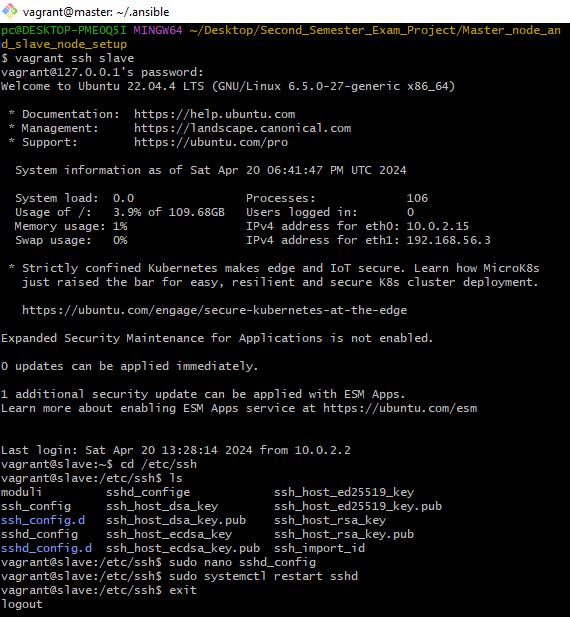 vagrant@master: ~/.ansible
pc@DESKTOP-PMEOQ5I MINGW64 ~/Desktop/Second_Semester_Exam_Project/Master_node_an
d_slave_node_setup
$ vagrant ssh slave
vagrant@127.0.0.1's password:
Welcome to Ubuntu 22.04.4 LTS (GNU/Linux 6.5.0-27-generic x86_64)
* Documentation:  https://help.ubuntu.com
* Management:     https://landscape.canonical.com
* Support:        https://ubuntu.com/pro
System information as of Sat Apr 20 06:41:47 PM UTC 2024
System load:  0.0                Processes:             106
Usage of /:   3.9% of 109.68GB   Users logged in:       0
Memory usage: 1%                 IPv4 address for eth0: 10.0.2.15
Swap usage:   0%                 IPv4 address for eth1: 192.168.56.3
* Strictly confined Kubernetes makes edge and IoT secure. Learn how MicroK8s
just raised the bar for easy, resilient and secure K8s cluster deployment.
https://ubuntu.com/engage/secure-kubernetes-at-the-edge
Expanded Security Maintenance for Applications is not enabled.
0 updates can be applied immediately.
1 additional security update can be applied with ESM Apps.
Learn more about enabling ESM Apps service at https://ubuntu.com/esm
Last login: Sat Apr 20 13:28:14 2024 from 10.0.2.2
vagrant@slave:~$ cd /etc/ssh
vagrant@slave:/etc/ssh$ ls
moduli         sshd_confige            ssh_host_ed25519_key
ssh_config     ssh_host_dsa_key        ssh_host_ed25519_key.pub
ssh_config.d   ssh_host_dsa_key.pub    ssh_host_rsa_key
sshd_config    ssh_host_ecdsa_key      ssh_host_rsa_key.pub
sshd_config.d  ssh_host_ecdsa_key.pub  ssh_import_id
vagrant@slave:/etc/ssh$ sudo nano sshd_config
vagrant@slave:/etc/ssh$ sudo systemctl restart sshd
vagrant@slave:/etc/ssh$ exit
logout